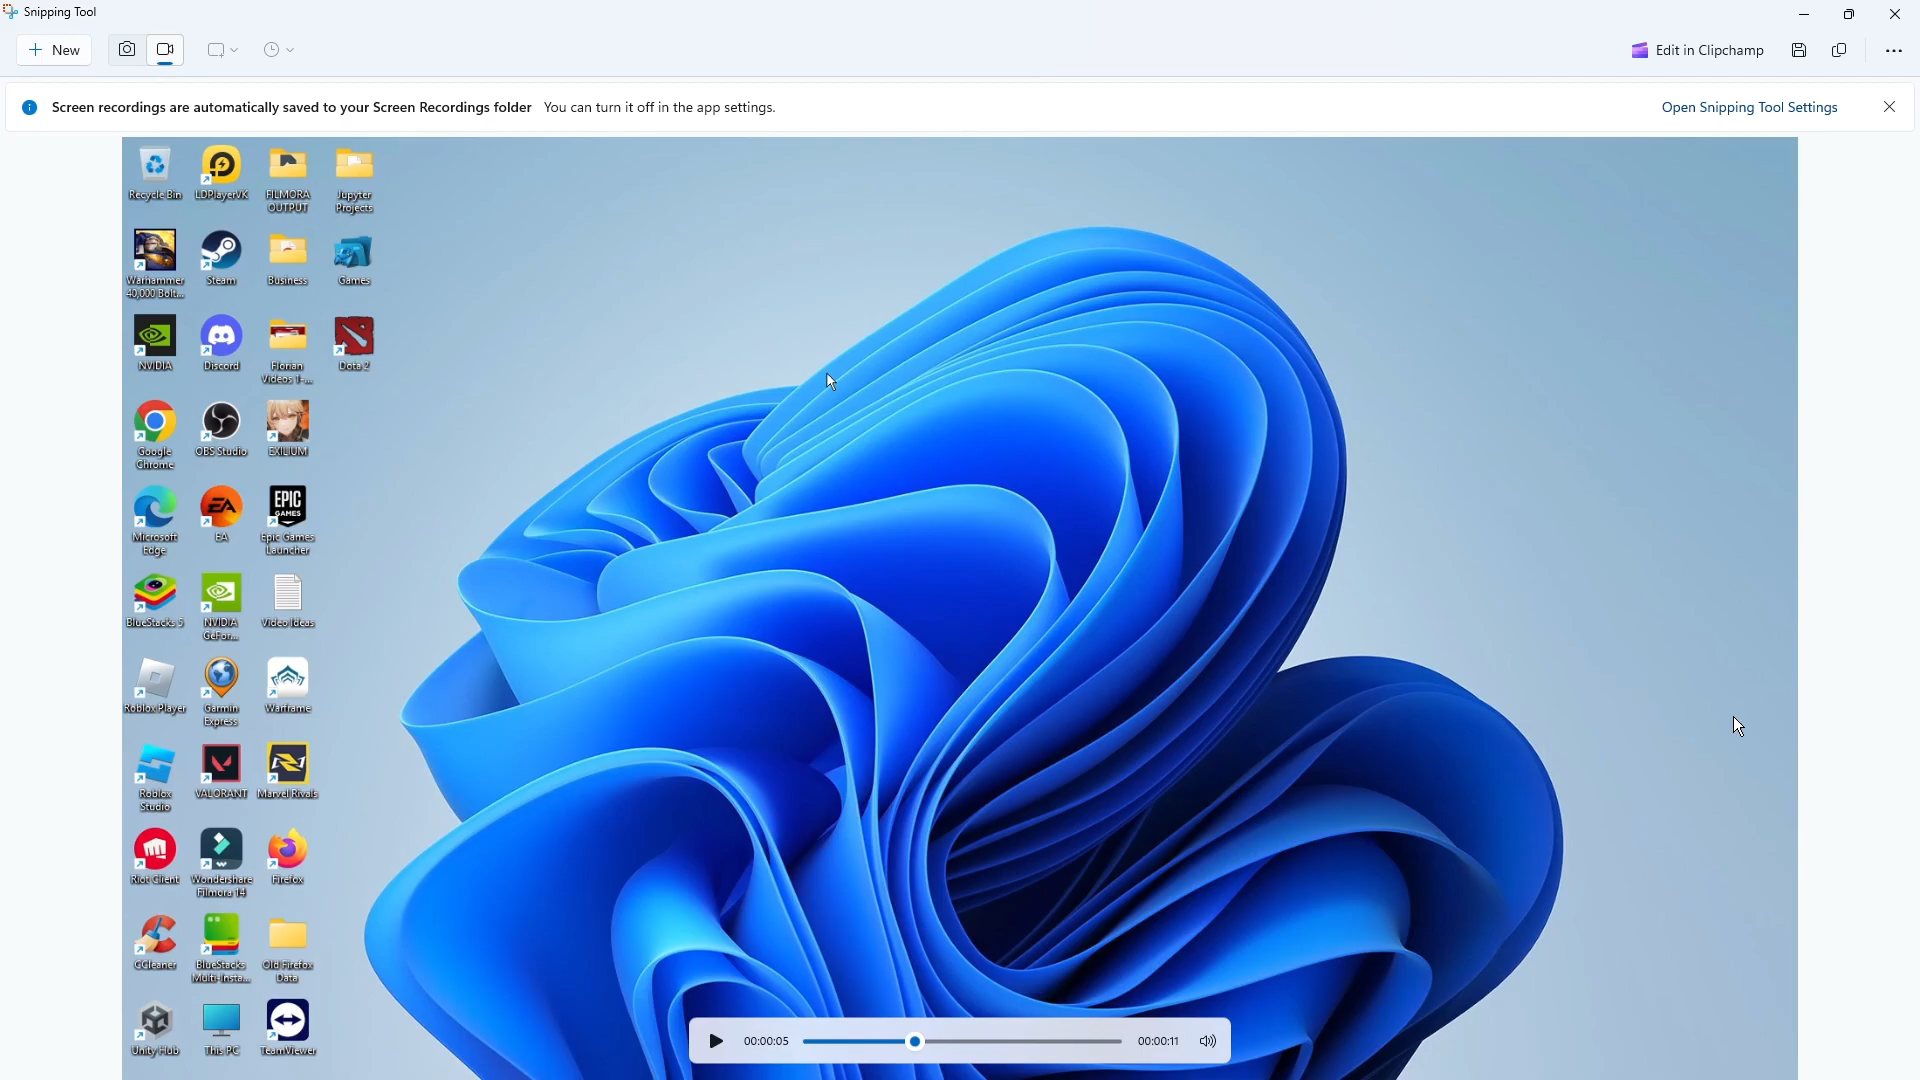 Snipping Tool
New
Edit in Clipchamp
Screen recordings are automatically saved to your Screen Recordings folder You can turn it off in the app settings.
Open Snipping Tool Settings
Recycle Bin
LDPlayerVK
FILMORA
OUTPUT
Jupyter
Projects
Warhammer
40,000 Bolt...
Steam
Business
Games
NVIDIA
Discord
Florian
Videos 1-...
Dota 2
Google
Chrome
OBS Studio
EXILIUM
Microsoft
Edge
EA
EA
EPIC
GAMES
Epic Games
Launcher
BlueStacks 5
NVIDIA
GeFor...
Video Ideas
Roblox Player
Garmin
Express
Warframe
Roblox
Studio
VALORANT
Marvel Rivals
Riot Client
Wondershare
Filmora 14
Firefox
CCleaner
BlueStacks
Multi-Insta...
Old Firefox
Data
Unity Hub
This PC
TeamViewer
00:00:05
00:00:11